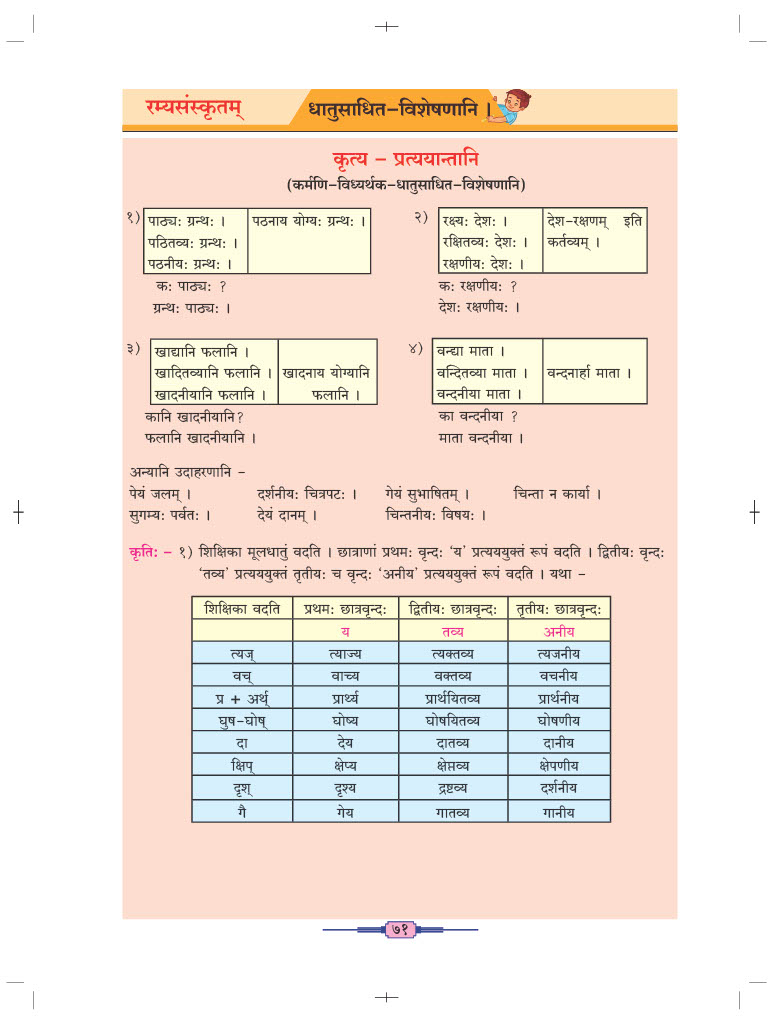 रम्यसंस्कृतम्
धातुसाधित-विशेषणानि ।
कृत्य - प्रत्ययान्तानि
(कर्मणि-विध्यर्थक-धातुसाधित-विशेषणानि)
१) पाठ्यः ग्रन्थः । पठनाय योग्यः ग्रन्थः ।
पठितव्यः ग्रन्थः ।
पठनीयः ग्रन्थः ।
कः पाठ्यः ?
ग्रन्थः पाठ्यः ।
२) रक्ष्यः देशः । देश-रक्षणम् इति
रक्षितव्यः देशः । कर्तव्यम् ।
रक्षणीयः देशः ।
कः रक्षणीयः ?
देशः रक्षणीयः ।
३) खाद्यानि फलानि ।
खादितव्यानि फलानि । खादनाय योग्यानि
खादनीयानि फलानि । फलानि ।
कानि खादनीयानि?
फलानि खादनीयानि ।
४) वन्द्या माता ।
वन्दितव्या माता । वन्दनार्हा माता ।
वन्दनीया माता ।
का वन्दनीया ?
माता वन्दनीया ।
अन्यानि उदाहरणानि -
पेयं जलम् । दर्शनीयः चित्रपटः । गेयं सुभाषितम् । चिन्ता न कार्या ।
सुगम्यः पर्वतः । देयं दानम् । चिन्तनीयः विषयः ।
कृतिः - १) शिक्षिका मूलधातुं वदति । छात्राणां प्रथमः वृन्दः ‘य’ प्रत्यययुक्तं रूपं वदति । द्वितीयः वृन्दः
‘तव्य’ प्रत्यययुक्तं तृतीयः च वृन्दः ‘अनीय’ प्रत्यययुक्तं रूपं वदति । यथा -
शिक्षिका वदति प्रथमः छात्रवृन्दः द्वितीयः छात्रवृन्दः तृतीयः छात्रवृन्दः
य तव्य अनीय
त्यज् त्याज्य त्यक्तव्य त्यजनीय
वच् वाच्य वक्तव्य वचनीय
प्र + अर्थ् प्रार्थ्य प्रार्थयितव्य प्रार्थनीय
घुष-घोष् घोष्य घोषयितव्य घोषणीय
दा देय दातव्य दानीय
क्षिप् क्षेप्य क्षेप्तव्य क्षेपणीय
दृश् दृश्य द्रष्टव्य दर्शनीय
गै गेय गातव्य गानीय
७१